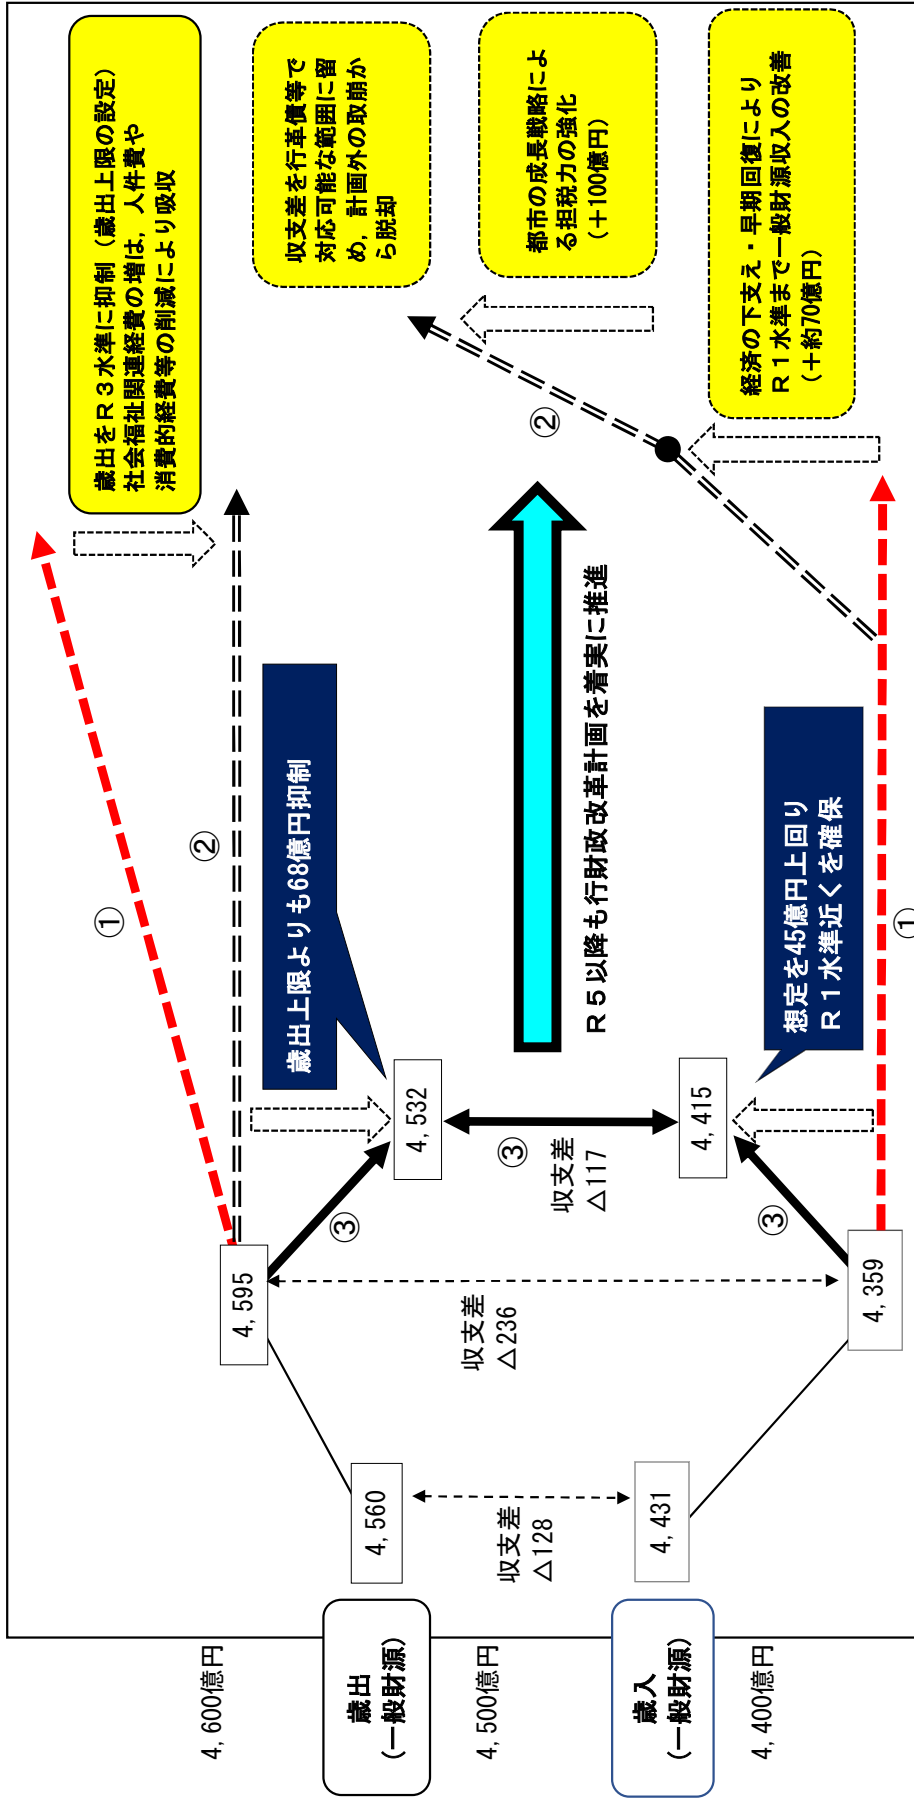 歳出をR３水準に抑制（歳出上限の設定）
社会福祉関連経費の増は，人件費や
消費的経費等の削減により吸収
収支差を行革債等で
対応可能な範囲に留
め，計画外の取崩か
ら脱却
都市の成長戦略によ
る担税力の強化
（＋100億円）
経済の下支え・早期回復により
R１水準まで一般財源収入の改善
（＋約70億円）
①
②
②
①
4,600億円
歳出
(一般財源)
4,500億円
歳入
(一般財源)
4,400億円
4,560
収支差
△128
4,431
4,595
収支差
△236
4,359
③
③
4,532
③
収支差
△117
4,415
歳出上限よりも68億円抑制
R５以降も行財政改革計画を着実に推進
想定を45億円上回り
R１水準近くを確保